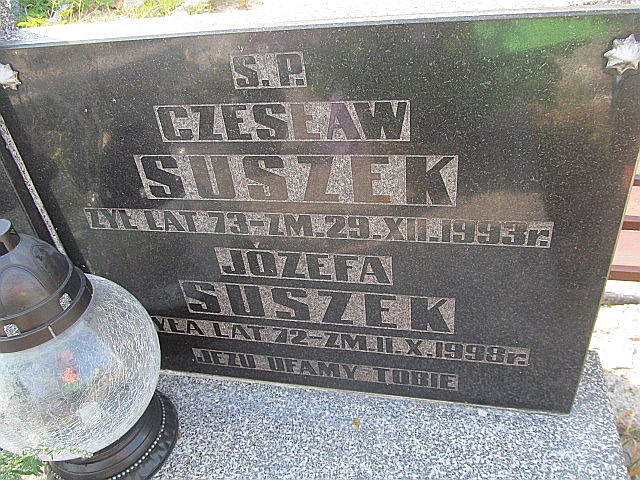 Ś.P.
CZESŁAW
SUSZEK
ŻYŁ LAT 73-ZM. 29.XII.1993r.
JÓZEFA
SUSZEK
LAT 72-ZM. 11.X.1998r.
JEZU UFAMY TOBIE